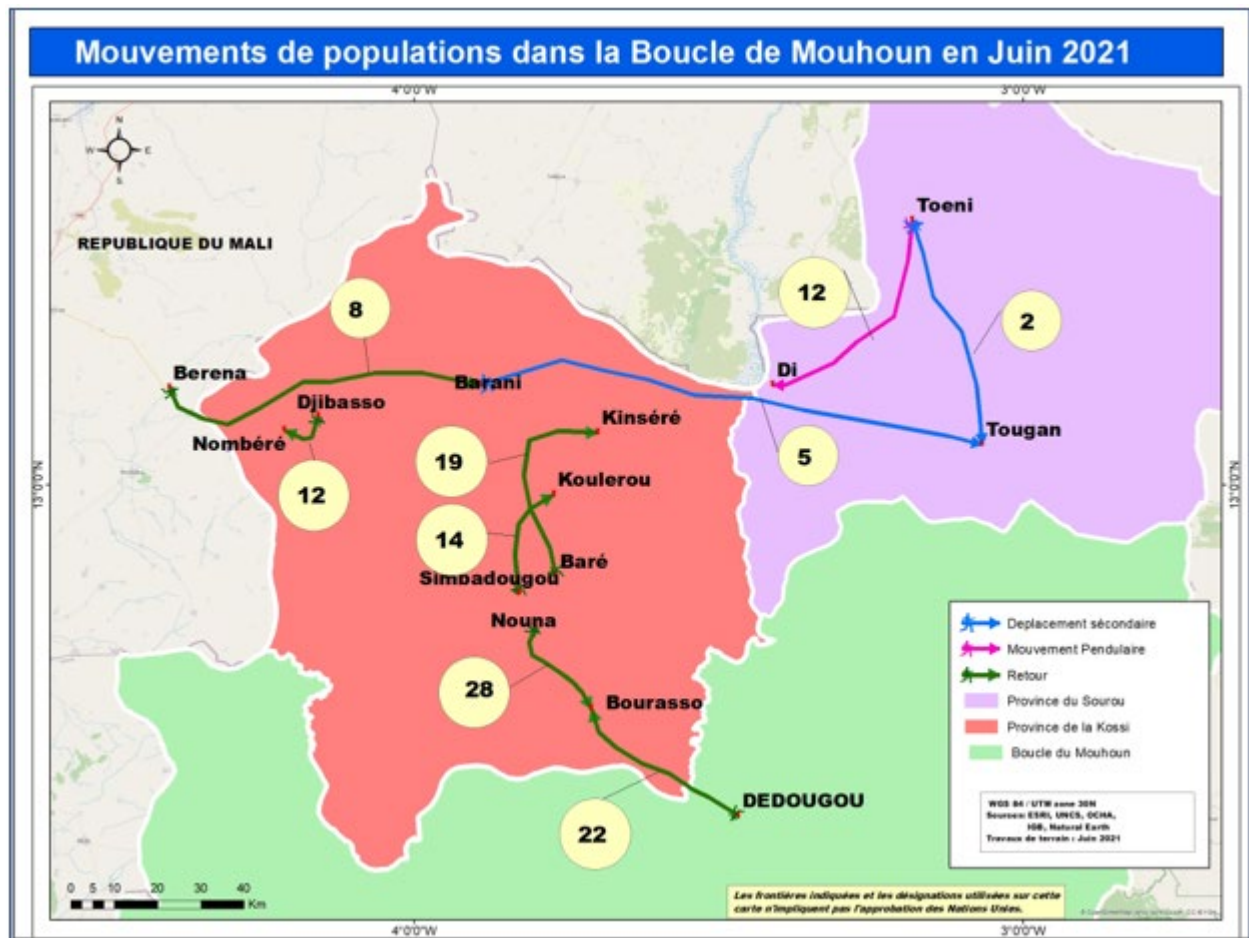 Mouvements de populations dans la Boucle de Mouhoun en Juin 2021
4°0'0"W
3°0'0"W
N
W
E
S
Toeni
REPUBLIQUE DU MALI
12
2
8
Berena
Barani
Di
Djibasso
Kinséré
Nombéré
Tougan
19
5
Koulerou
12
13°0'0"N
13°0'0"N
14
Baré
Simbadougou
Nouna
28
Bourasso
DEDOUGOU
22
Deplacement sécondaire
Mouvement Pendulaire
Retour
Province du Sourou
Province de la Kossi
Boucle du Mouhoun
WGS 84 / UTM zone 30N
Sources: ESRI, UNCS, OCHA,
IGB, Natural Earth
Travaux de terrain : Juin 2021
0 5 10 20 30 40
Km
Les frontières indiquées et les désignations utilisées sur cette
carte n'impliquent pas l'approbation des Nations Unies.
4°0'0"W
3°0'0"W